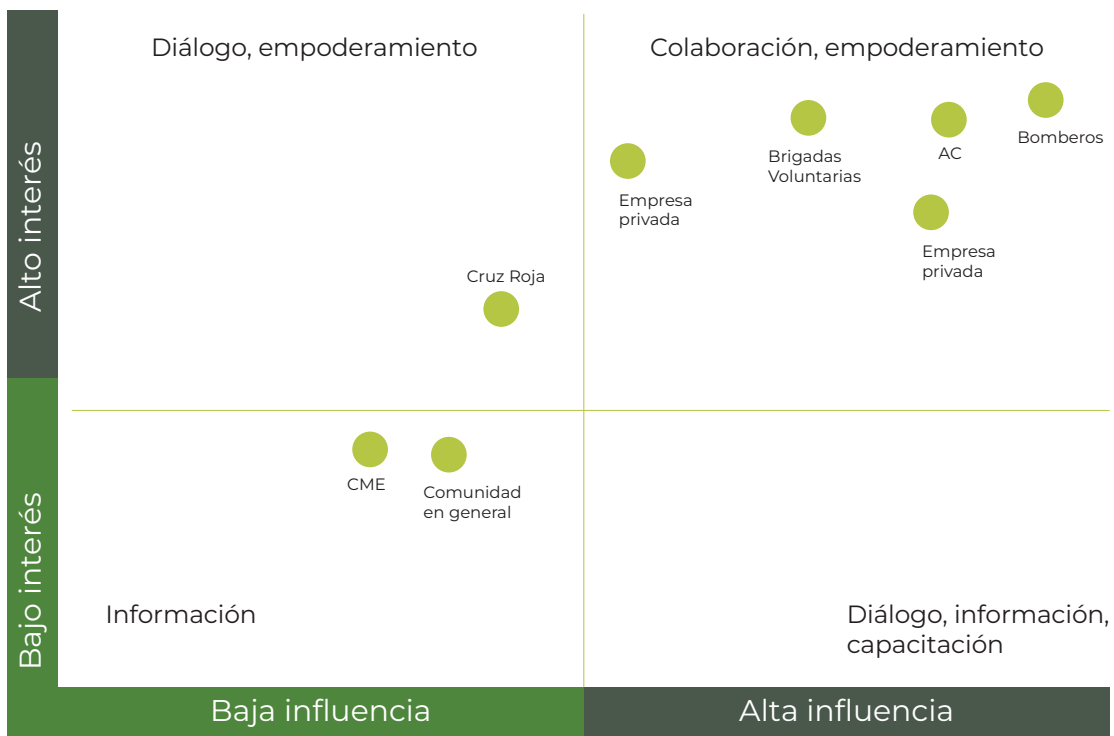 Diálogo, empoderamiento
Colaboración, empoderamiento
Alto interés
Bomberos
AC
Brigadas
Voluntarias
Empresa
privada
Empresa
privada
Cruz Roja
CME
Comunidad
en general
Bajo interés
Información
Diálogo, información,
capacitación
Baja influencia
Alta influencia